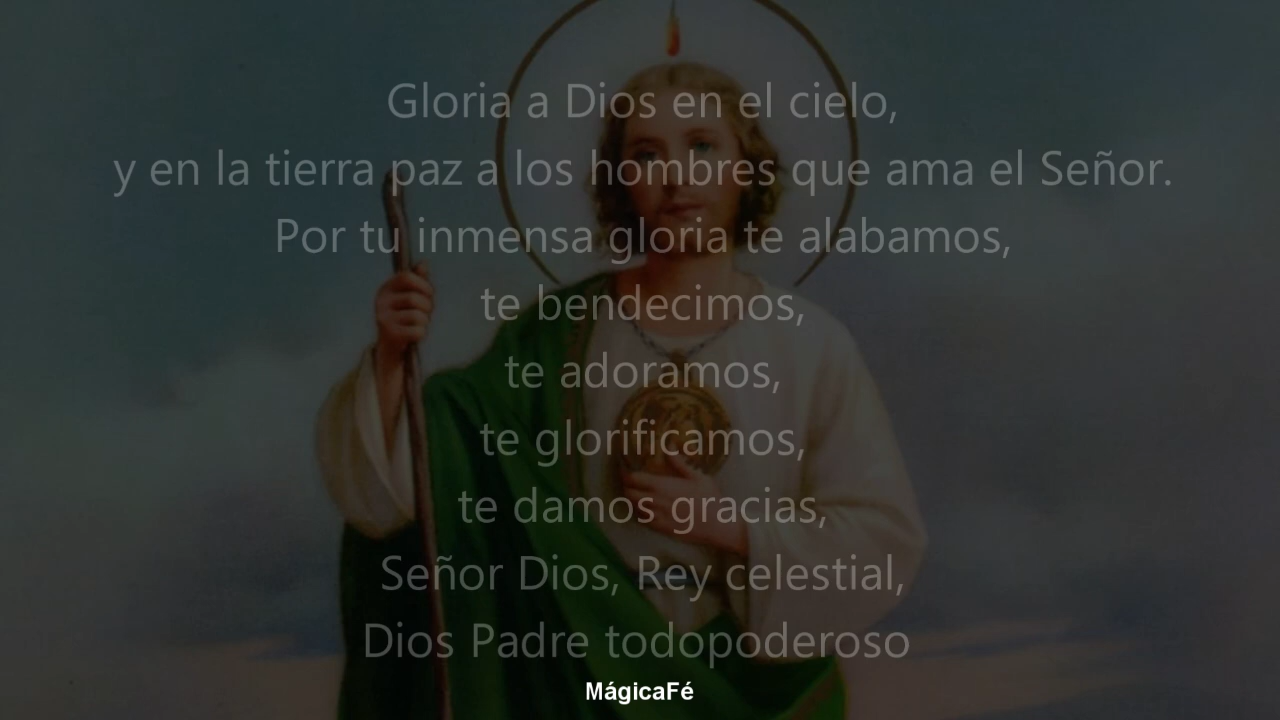 Gloria a Dios en el cielo,
y en la tierra paz a los hombres que ama el Señor.
Por tu inmensa gloria te alabamos,
te bendecimos,
te adoramos,
te glorificamos,
te damos gracias,
Señor Dios, Rey celestial,
Dios Padre todopoderoso
MágicaFé